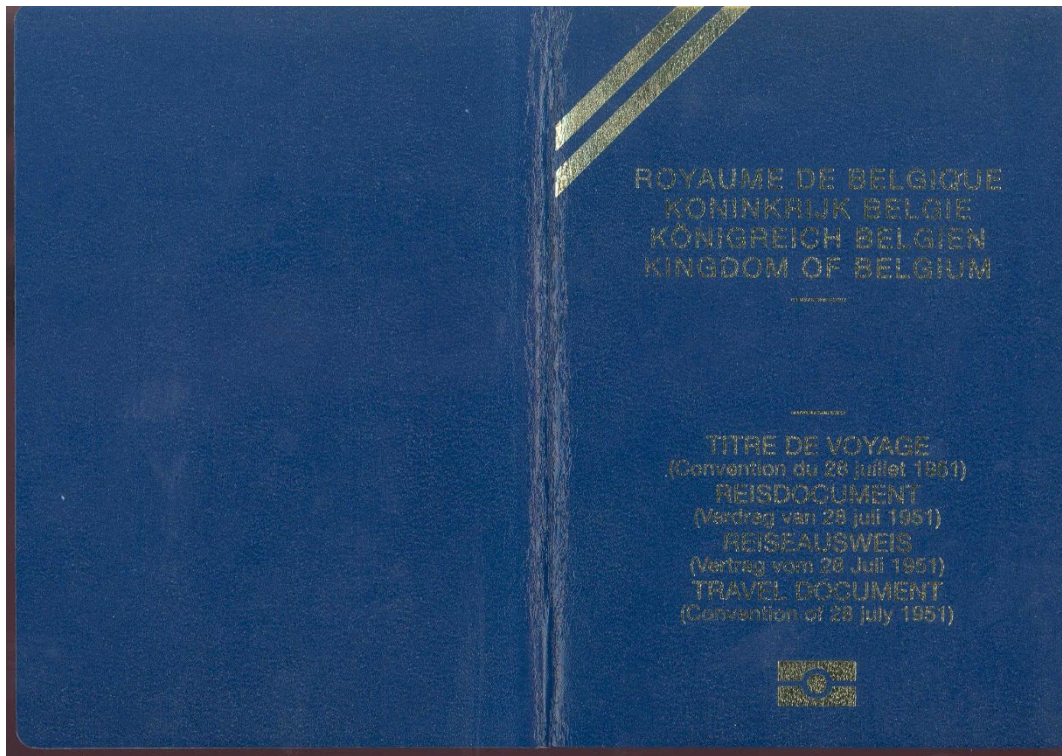 ROYAUME DE BELGIQUE
KONINKRIJK BELGIE
KÖNIGREICH BELGIEN
KINGDOM OF BELGIUM
TITRE DE VOYAGE
(Convention du 28 juillet 1951)
REISDOCUMENT
(Verdrag van 28 juli 1951)
REISEAUSWEIS
(Vertrag vom 28 Juli 1951)
TRAVEL DOCUMENT
(Convention of 28 july 1951)